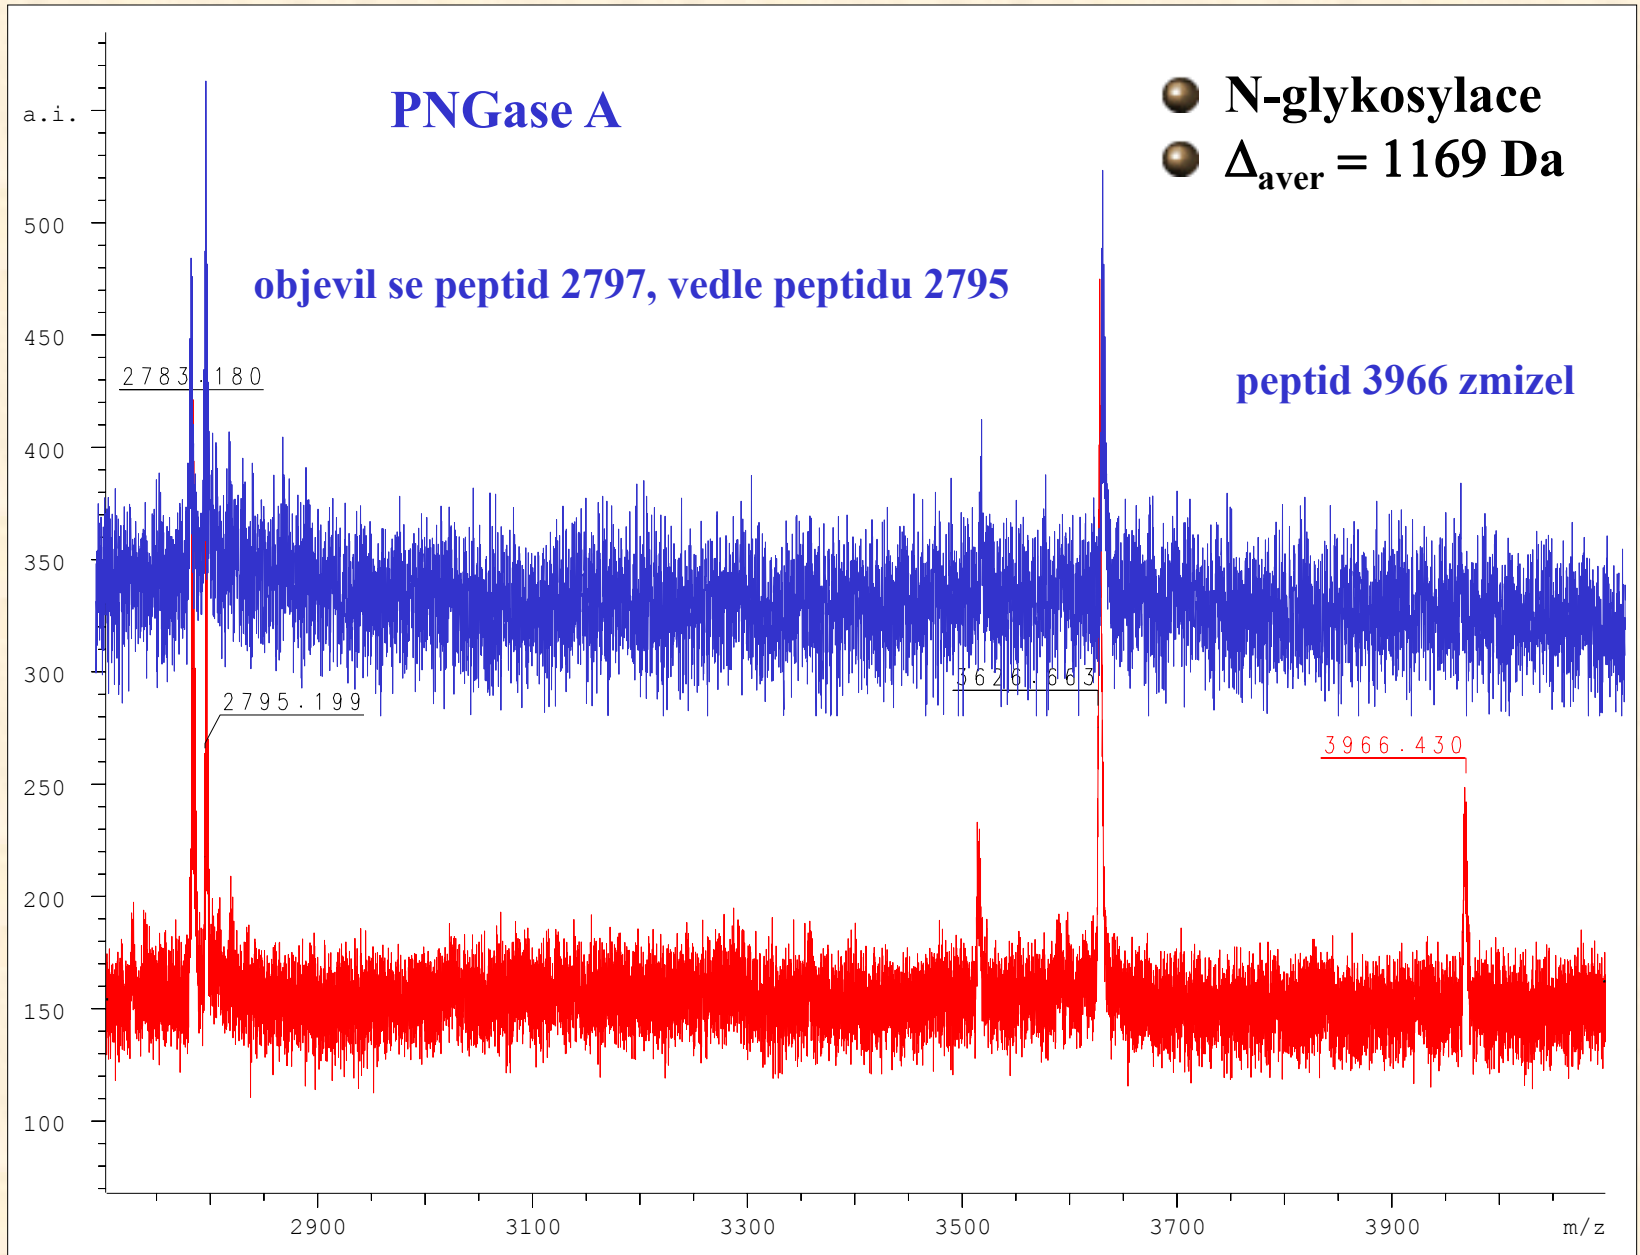 PNGase A
N-glykosylace
Δaver = 1169 Da
a.i.
objevil se peptid 2797, vedle peptidu 2795
peptid 3966 zmizel
2783.180
2795.199
3626.663
3966.430
500
450
400
350
300
250
200
150
100
2900
3100
3300
3500
3700
3900
m/z